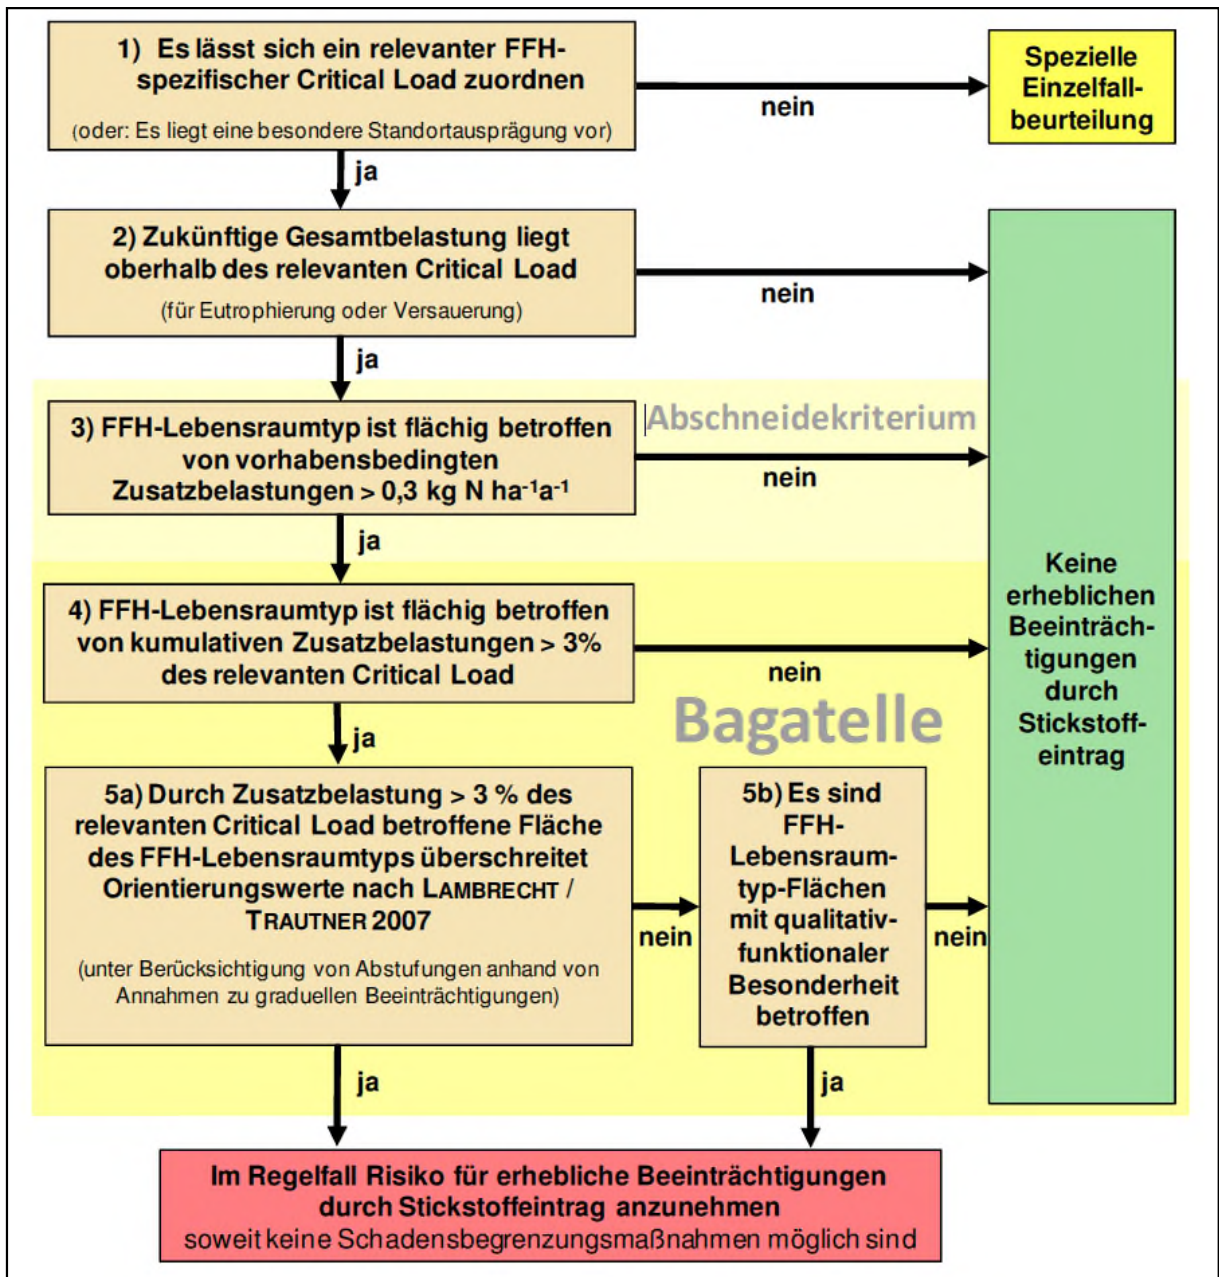 1) Es lässt sich ein relevanter FFH-
spezifischer Critical Load zuordnen
(oder: Es liegt eine besondere Standortausprägung vor)
nein
Spezielle
Einzelfall-
beurteilung
ja
2) Zukünftige Gesamtbelastung liegt
oberhalb des relevanten Critical Load
(für Eutrophierung oder Versauerung)
nein
ja
3) FFH-Lebensraumtyp ist flächig betroffen
von vorhabensbedingten
Zusatzbelastungen > 0,3 kg N ha⁻¹a⁻¹
Abschneidekriterium
nein
ja
4) FFH-Lebensraumtyp ist flächig betroffen
von kumulativen Zusatzbelastungen > 3%
des relevanten Critical Load
nein
Bagatelle
ja
5a) Durch Zusatzbelastung > 3 % des
relevanten Critical Load betroffene Fläche
des FFH-Lebensraumtyps überschreitet
Orientierungswerte nach LAMBRECHT /
TRAUTNER 2007
(unter Berücksichtigung von Abstufungen anhand von
Annahmen zu graduellen Beeinträchtigungen)
nein
5b) Es sind
FFH-
Lebensraum-
typ-Flächen
mit qualitativ-
funktionaler
Besonderheit
betroffen
nein
Keine
erheblichen
Beeinträch-
tigungen
durch
Stickstoff-
eintrag
ja
ja
Im Regelfall Risiko für erhebliche Beeinträchtigungen
durch Stickstoffeintrag anzunehmen
soweit keine Schadensbegrenzungsmaßnahmen möglich sind